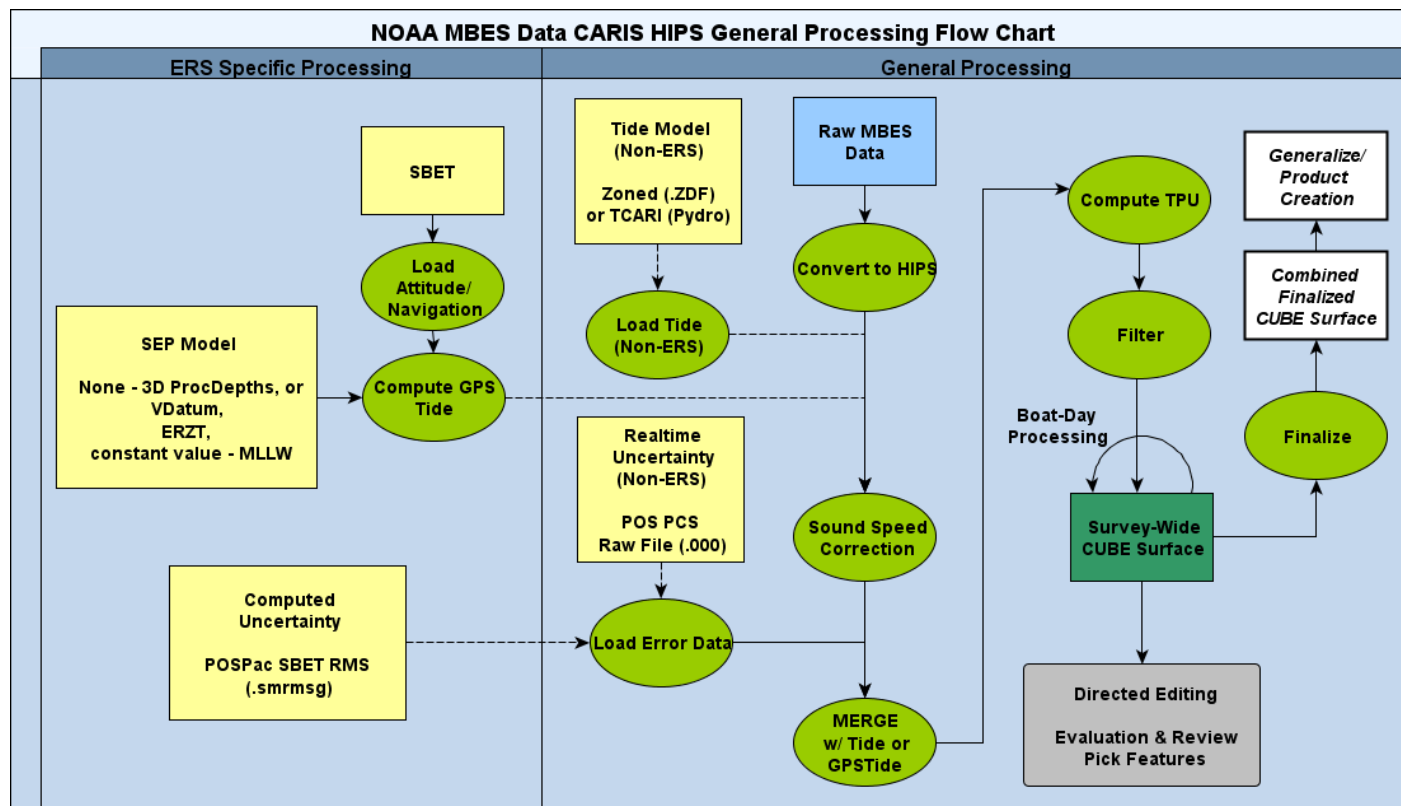 NOAA MBES Data CARIS HIPS General Processing Flow Chart
ERS Specific Processing
General Processing
SBET
Load
Attitude/
Navigation
SEP Model
None - 3D ProcDepths, or
VDatum,
ERZT,
constant value - MLLW
Compute GPS
Tide
Computed
Uncertainty
POSPac SBET RMS
(.smrmsg)
Tide Model
(Non-ERS)
Zoned (.ZDF)
or TCARI (Pydro)
Load Tide
(Non-ERS)
Realtime
Uncertainty
(Non-ERS)
POS PCS
Raw File (.000)
Load Error Data
Raw MBES
Data
Convert to HIPS
Sound Speed
Correction
MERGE
w/ Tide or
GPSTide
Compute TPU
Filter
Boat-Day
Processing
Survey-Wide
CUBE Surface
Directed Editing
Evaluation & Review
Pick Features
Generalize/
Product
Creation
Combined
Finalized
CUBE Surface
Finalize